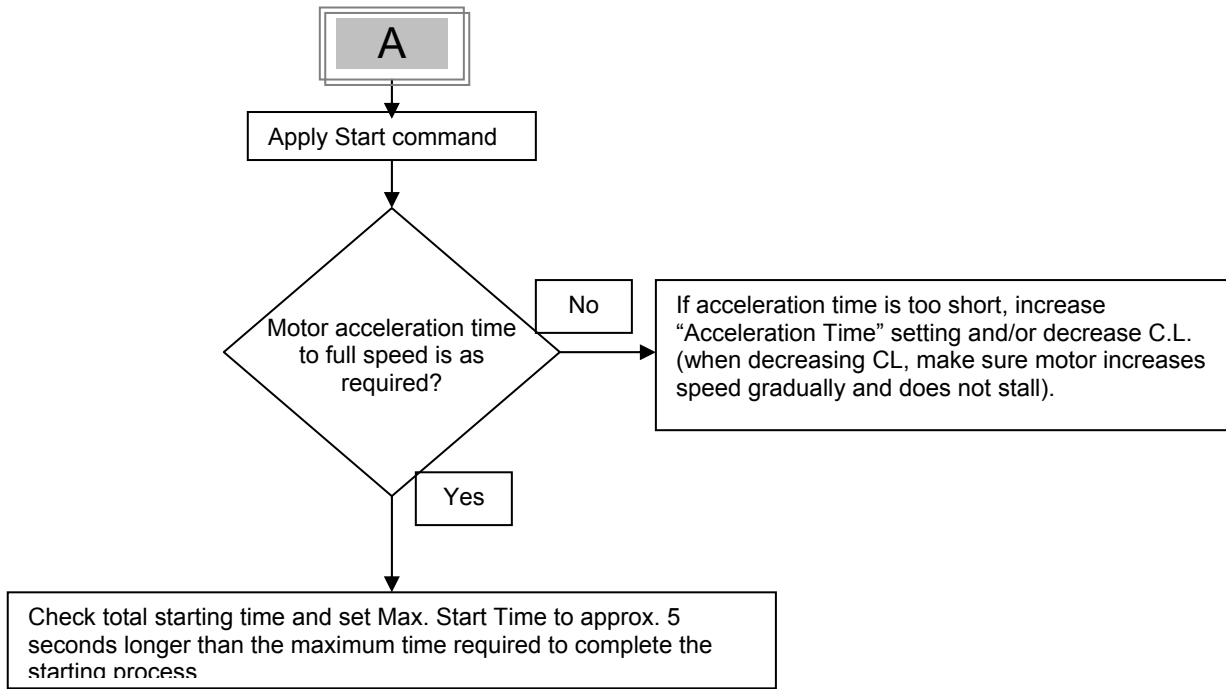 A
Apply Start command
Motor acceleration time
to full speed is as
required?
No
If acceleration time is too short, increase
“Acceleration Time” setting and/or decrease C.L.
(when decreasing CL, make sure motor increases
speed gradually and does not stall).
Yes
Check total starting time and set Max. Start Time to approx. 5
seconds longer than the maximum time required to complete the
starting process